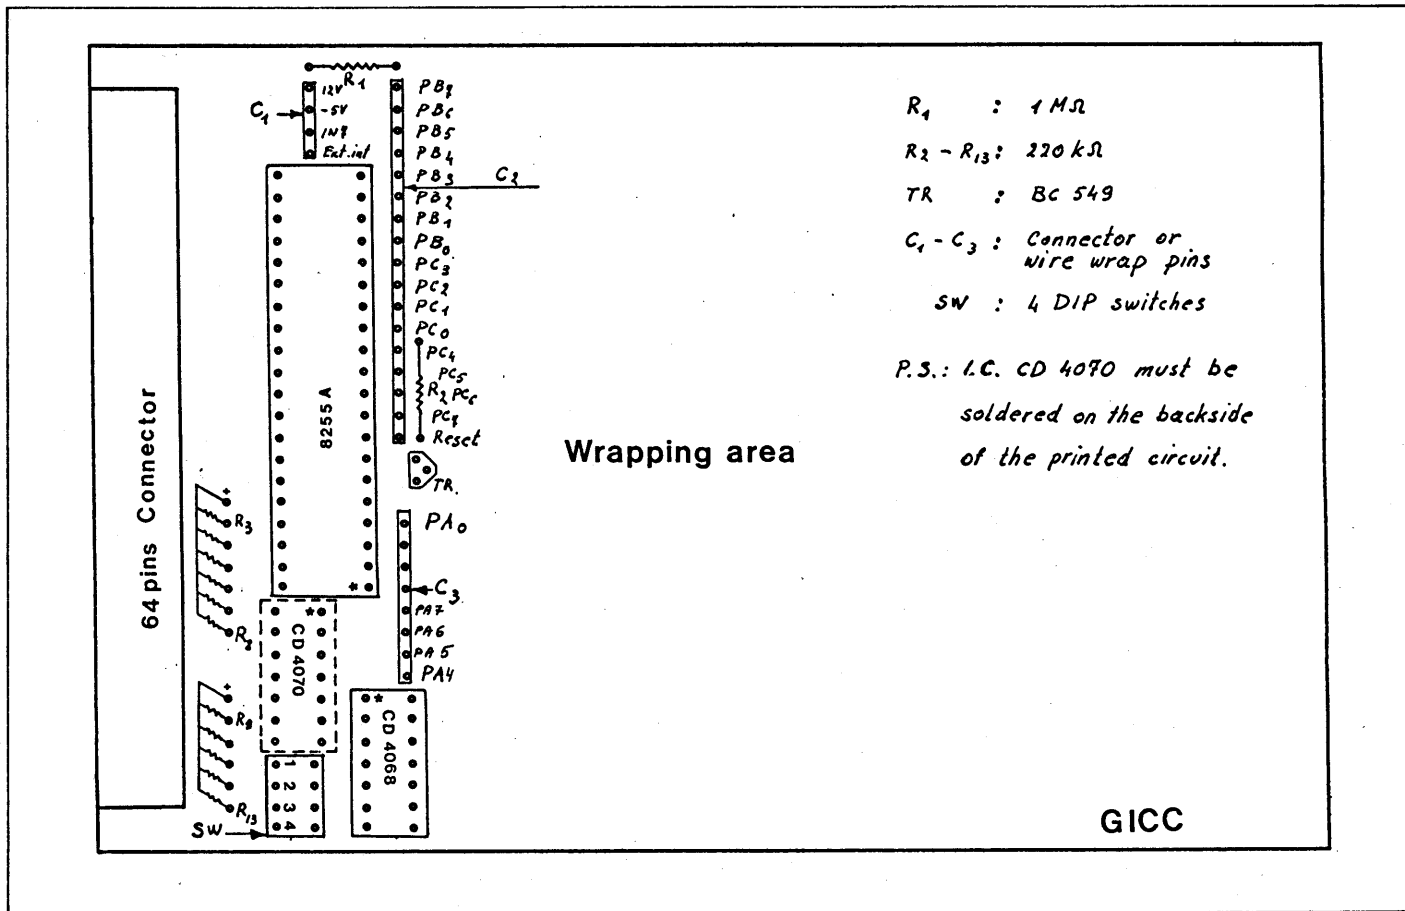 R1
12V
-5V
INT
Ext.int
C1
PB7
PB6
PB5
PB4
PB3
PB2
PB1
PB0
PC3
PC2
PC1
PC0
PC4
PC5
R2 PC6
PC7
Reset
C2
TR.
8255A
*
64 pins Connector
+
R3
R8
+
R9
R13
PA0
C3
PA7
PA6
PA5
PA4
*
CD 4070
*
CD 4068
1
2
3
4
SW
Wrapping area
R1 : 1 MΩ
R2 - R13: 220 kΩ
TR : BC 549
C1 - C3 : Connector or
wire wrap pins
SW : 4 DIP switches
P.S.: I.C. CD 4070 must be
soldered on the backside
of the printed circuit.
GICC